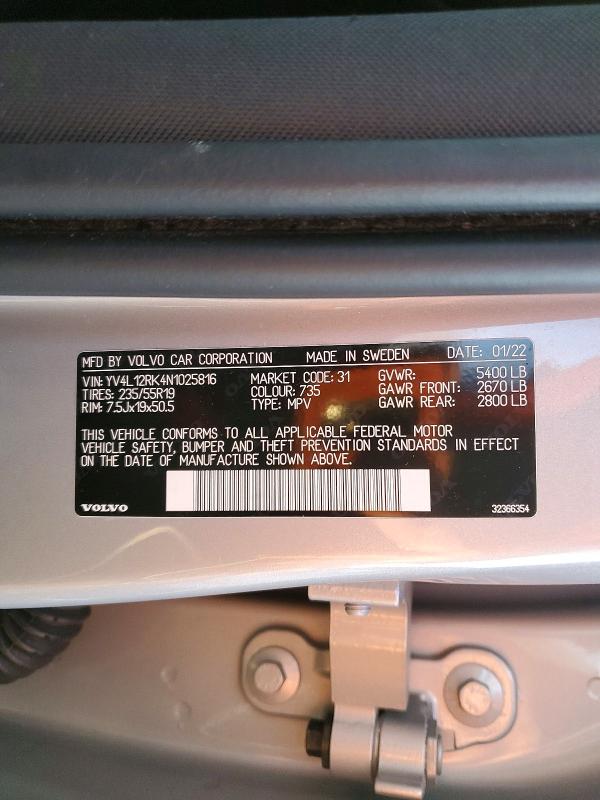 MFD BY VOLVO CAR CORPORATION MADE IN SWEDEN DATE: 01/22
VIN: YV4L12RK4N1025816 MARKET CODE: 31 GVWR: 5400 LB
TIRES: 235/55R19 COLOUR: 735 GAWR FRONT: 2670 LB
RIM: 7.5Jx19x50.5 TYPE: MPV GAWR REAR: 2800 LB
THIS VEHICLE CONFORMS TO ALL APPLICABLE FEDERAL MOTOR
VEHICLE SAFETY, BUMPER AND THEFT PREVENTION STANDARDS IN EFFECT
ON THE DATE OF MANUFACTURE SHOWN ABOVE.
VOLVO 32366354